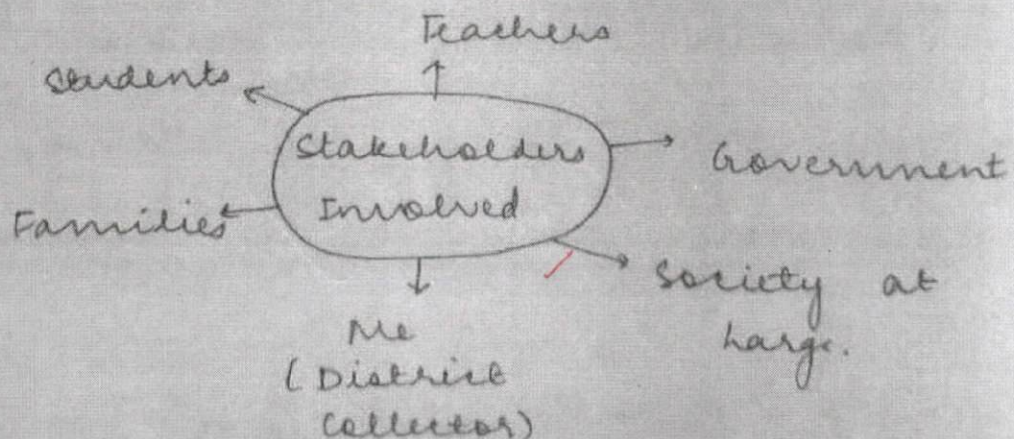 Teachers
Students
Stakeholders
Involved
Government
Families
Society at
Large.
Me
(District
Collector)